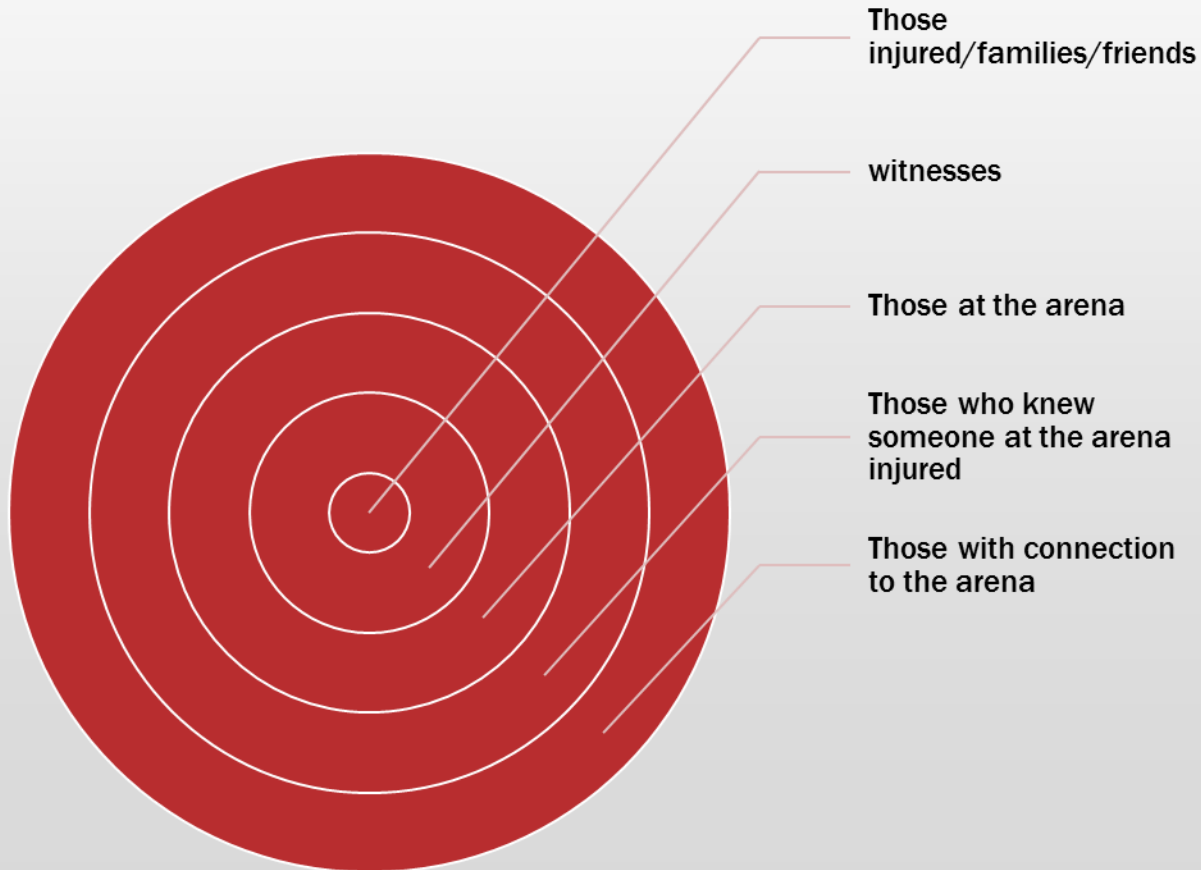 Those
injured/families/friends
witnesses
Those at the arena
Those who knew
someone at the arena
injured
Those with connection
to the arena